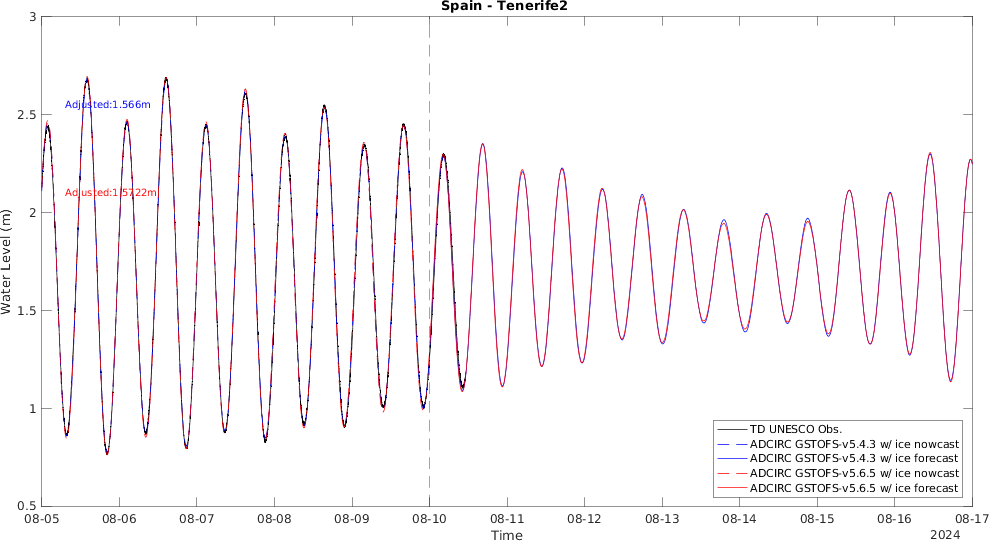 Spain - Tenerife2
3
2.5
2
1.5
1
0.5
Water Level (m)
Adjusted:1.566m
Adjusted:1.5722m
TD UNESCO Obs.
ADCIRC GSTOFS-v5.4.3 w/ ice nowcast
ADCIRC GSTOFS-v5.4.3 w/ ice forecast
ADCIRC GSTOFS-v5.6.5 w/ ice nowcast
ADCIRC GSTOFS-v5.6.5 w/ ice forecast
08-05 08-06 08-07 08-08 08-09 08-10 08-11 08-12 08-13 08-14 08-15 08-16 08-17
Time
2024